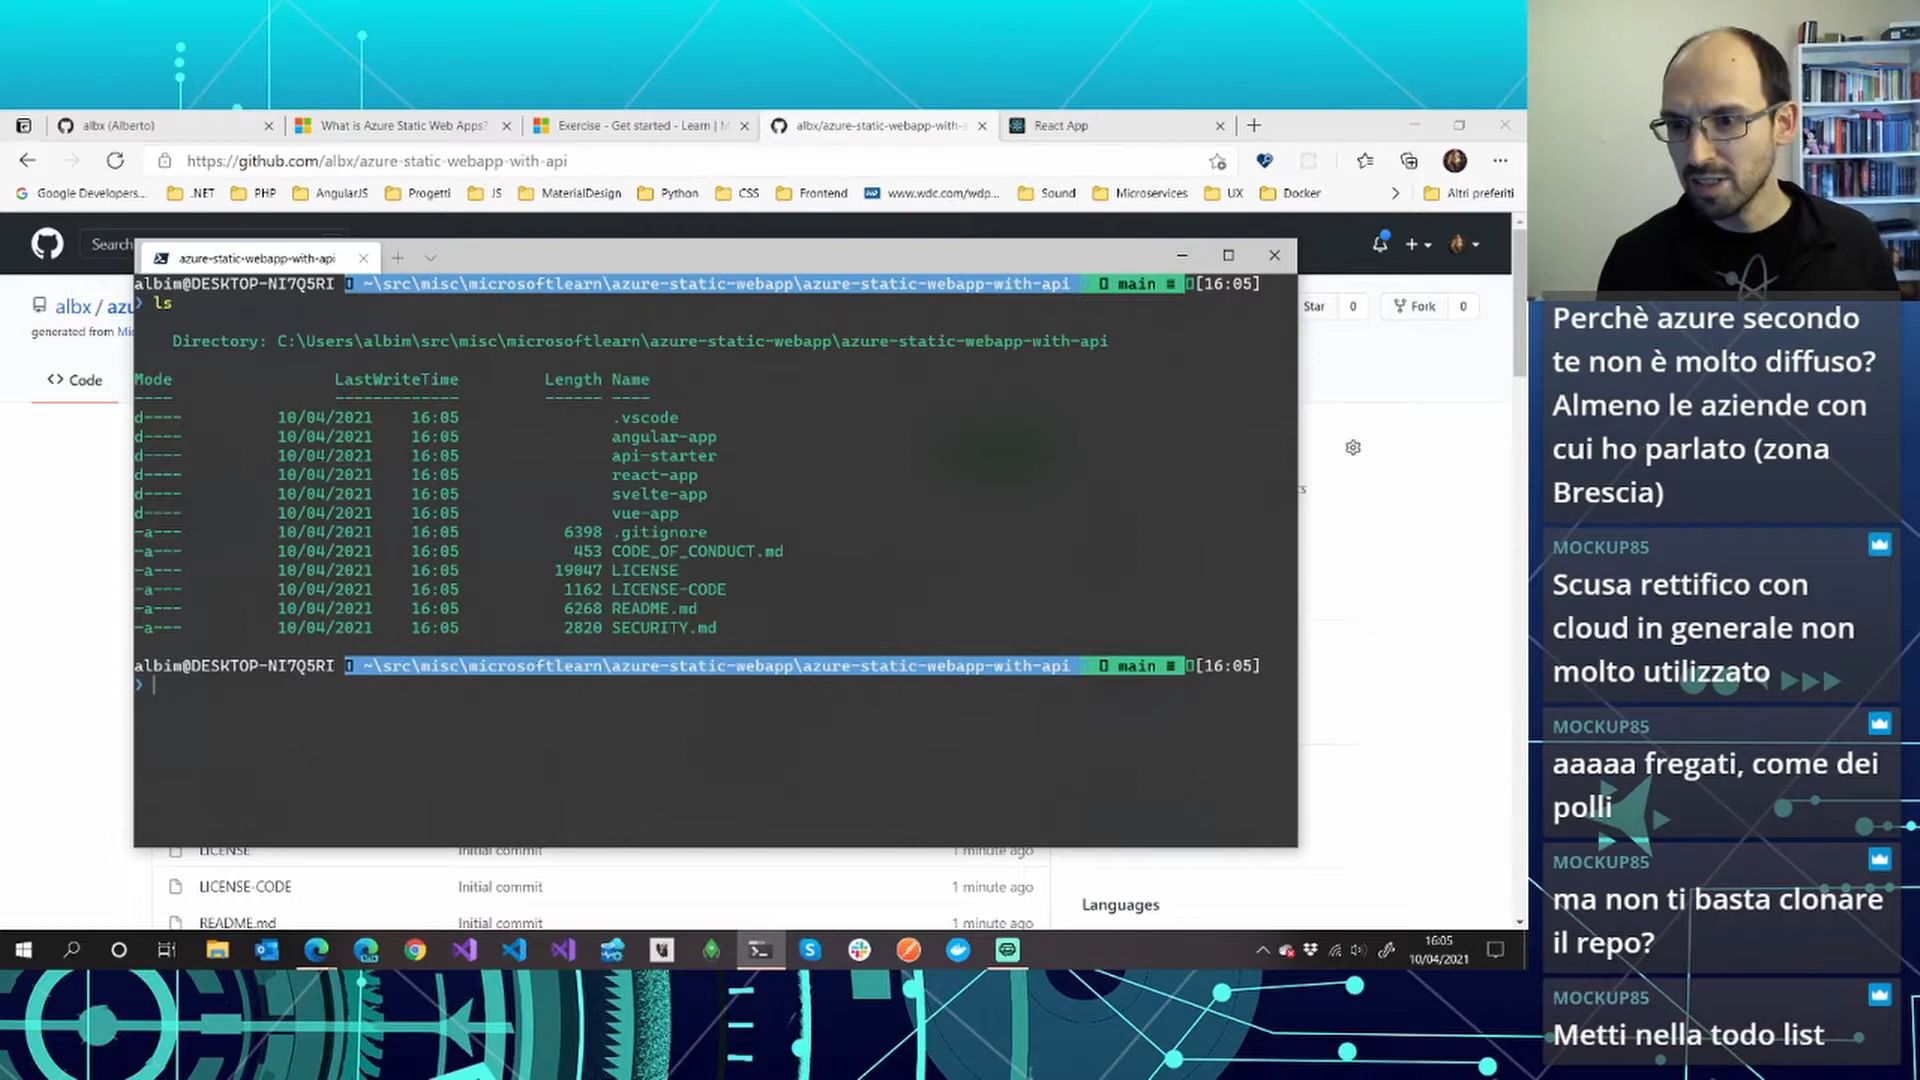 albx (Alberto)
What is Azure Static Web Apps?
Exercise - Get started - Learn | M
albx/azure-static-webapp-with-a
React App
https://github.com/albx/azure-static-webapp-with-api
Google Developers...
.NET
PHP
AngularJS
Progetti
JS
MaterialDesign
Python
CSS
Frontend
www.wdc.com/wdp...
Sound
Microservices
UX
Docker
Altri preferiti
Search
azure-static-webapp-with-api
albx / azu
generated from Mi
Star 0
Fork 0
Code
albim@DESKTOP-NI7Q5RI ~\src\misc\microsoftlearn\azure-static-webapp\azure-static-webapp-with-api main ≡ [16:05]
❯ ls
Directory: C:\Users\albim\src\misc\microsoftlearn\azure-static-webapp\azure-static-webapp-with-api
Mode LastWriteTime Length Name
---- ------------- ------ ----
d---- 10/04/2021 16:05 .vscode
d---- 10/04/2021 16:05 angular-app
d---- 10/04/2021 16:05 api-starter
d---- 10/04/2021 16:05 react-app
d---- 10/04/2021 16:05 svelte-app
d---- 10/04/2021 16:05 vue-app
-a--- 10/04/2021 16:05 6398 .gitignore
-a--- 10/04/2021 16:05 453 CODE_OF_CONDUCT.md
-a--- 10/04/2021 16:05 19047 LICENSE
-a--- 10/04/2021 16:05 1162 LICENSE-CODE
-a--- 10/04/2021 16:05 6268 README.md
-a--- 10/04/2021 16:05 2820 SECURITY.md
albim@DESKTOP-NI7Q5RI ~\src\misc\microsoftlearn\azure-static-webapp\azure-static-webapp-with-api main ≡ [16:05]
❯
LICENSE Initial commit 1 minute ago
LICENSE-CODE Initial commit 1 minute ago
README.md Initial commit 1 minute ago
Languages
16:05
10/04/2021
Perchè azure secondo
te non è molto diffuso?
Almeno le aziende con
cui ho parlato (zona
Brescia)
MOCKUP85
Scusa rettifico con
cloud in generale non
molto utilizzato
MOCKUP85
aaaaa fregati, come dei
polli
MOCKUP85
ma non ti basta clonare
il repo?
MOCKUP85
Metti nella todo list